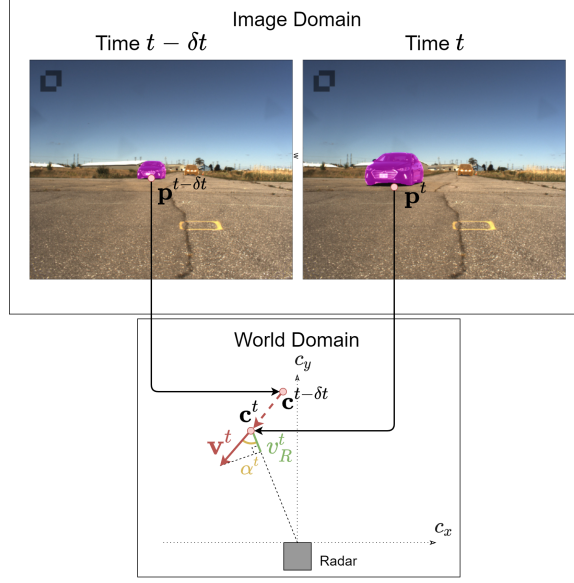 Image Domain
Time t − δt
Time t
w
p^{t−δt}
p^t
World Domain
c_y
c^{t−δt}
c^t
v^t
v_R^t
α^t
c_x
Radar